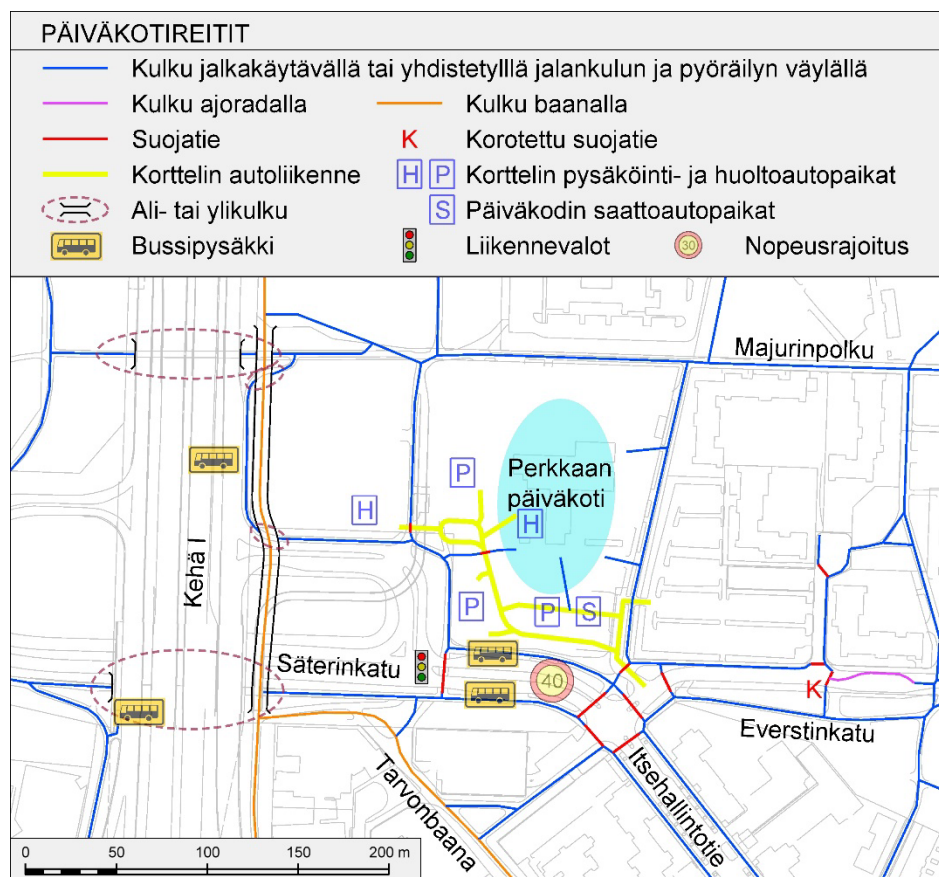 PÄIVÄKOTIREITIT
Kulku jalkakäytävällä tai yhdistetylllä jalankulun ja pyöräilyn väylällä
Kulku ajoradalla
Kulku baanalla
Suojatie
K
Korotettu suojatie
Korttelin autoliikenne
H P
Korttelin pysäköinti- ja huoltoautopaikat
Ali- tai ylikulku
S
Päiväkodin saattoautopaikat
Bussipysäkki
Liikennevalot
30
Nopeusrajoitus
Majurinpolku
P
Perkkaan
päiväkoti
H
H
Kehä I
P
P
S
Säterinkatu
40
K
Everstinkatu
Itsehallintotie
Tarvonbaana
0 50 100 200 m